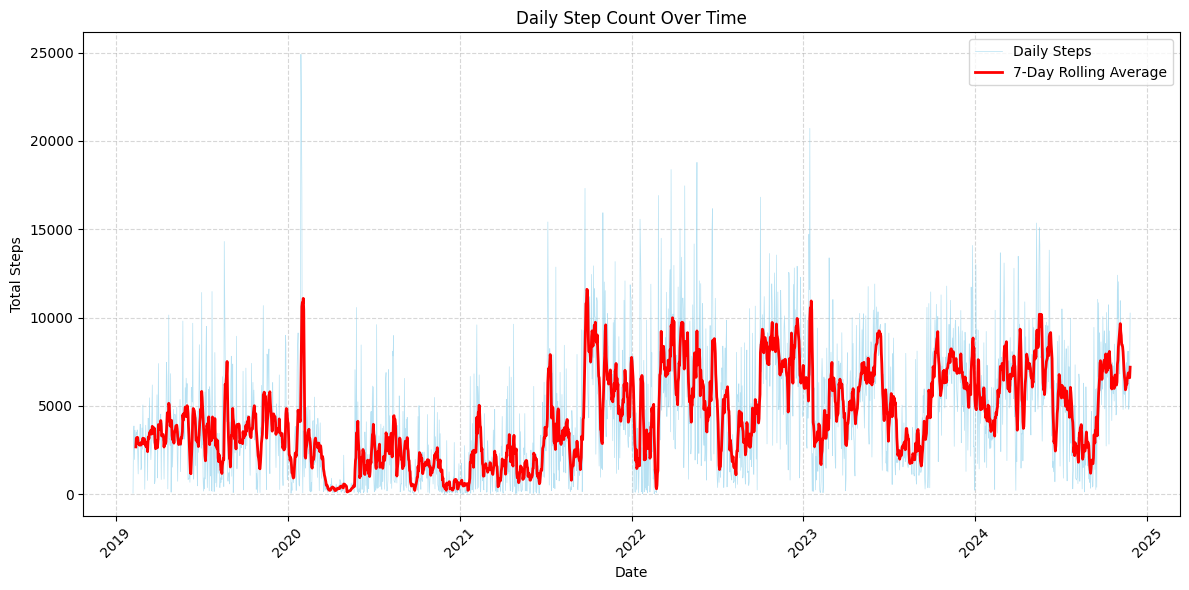 Daily Step Count Over Time
Daily Steps
7-Day Rolling Average
Total Steps
25000
20000
15000
10000
5000
0
2019
2020
2021
2022
2023
2024
2025
Date